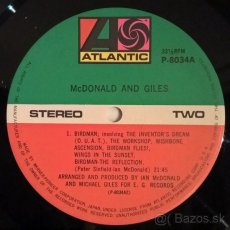 ATLANTIC
33⅓RPM
P-8034A
McDONALD AND GILES
STEREO
TWO
1. BIRDMAN, involving THE INVENTOR'S DREAM
(O.U.A.T.), THE WORKSHOP, WISHBONE
ASCENSION, BIRDMAN FLIES!,
WINGS IN THE SUNSET,
BIRDMAN-THE REFLECTION.
(Peter Sinfield-Ian McDonald) 21:45
ARRANGED AND PRODUCED BY IAN McDONALD
AND MICHAEL GILES FOR E. G RECORDS
bazos.sk